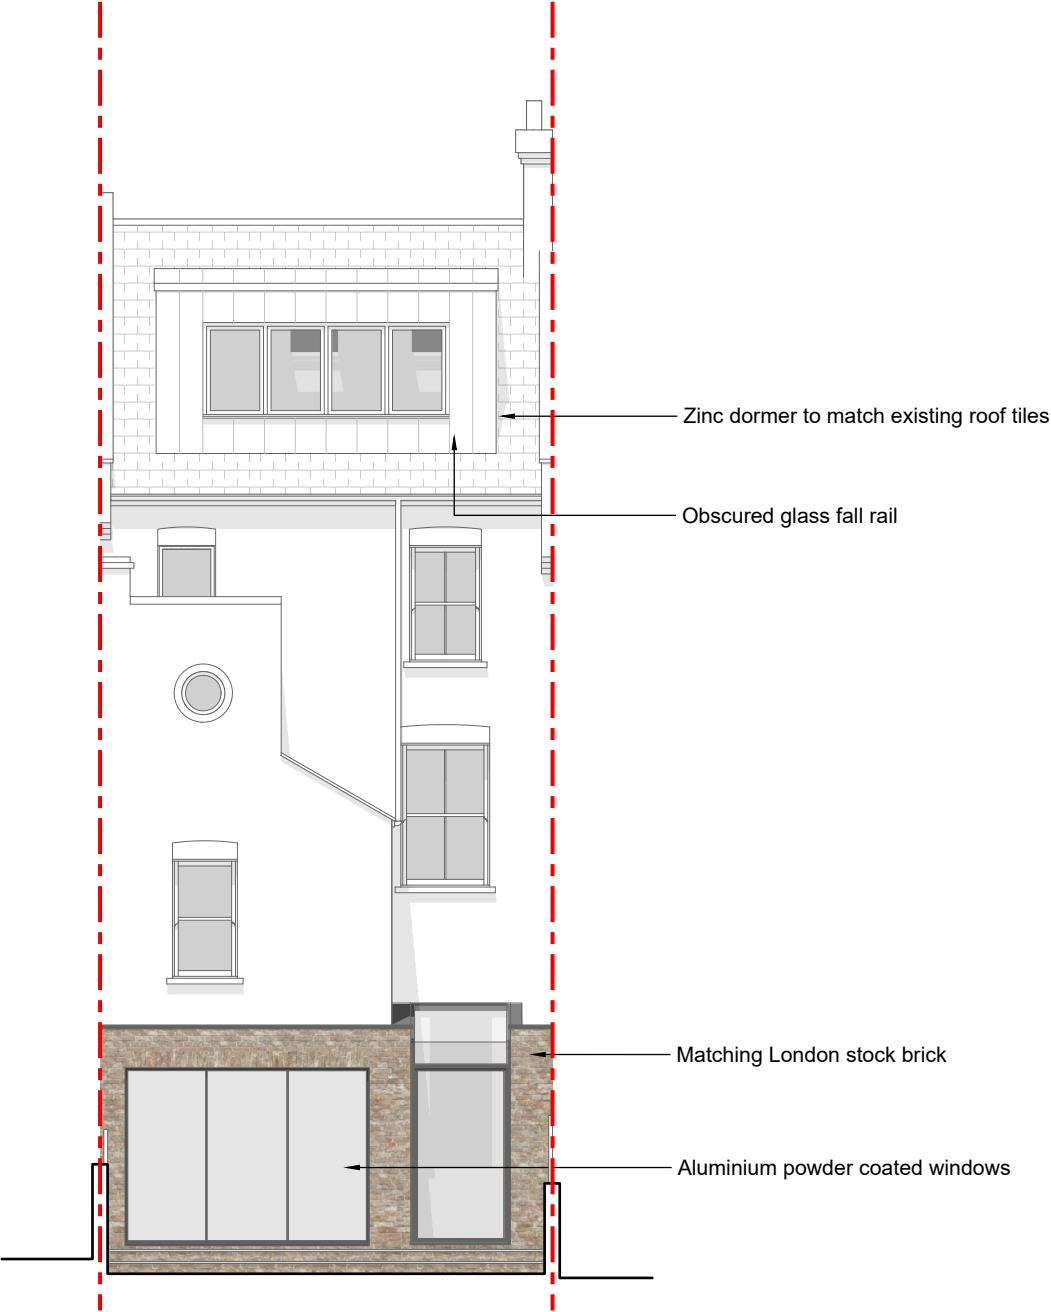 Zinc dormer to match existing roof tiles
Obscured glass fall rail
Matching London stock brick
Aluminium powder coated windows